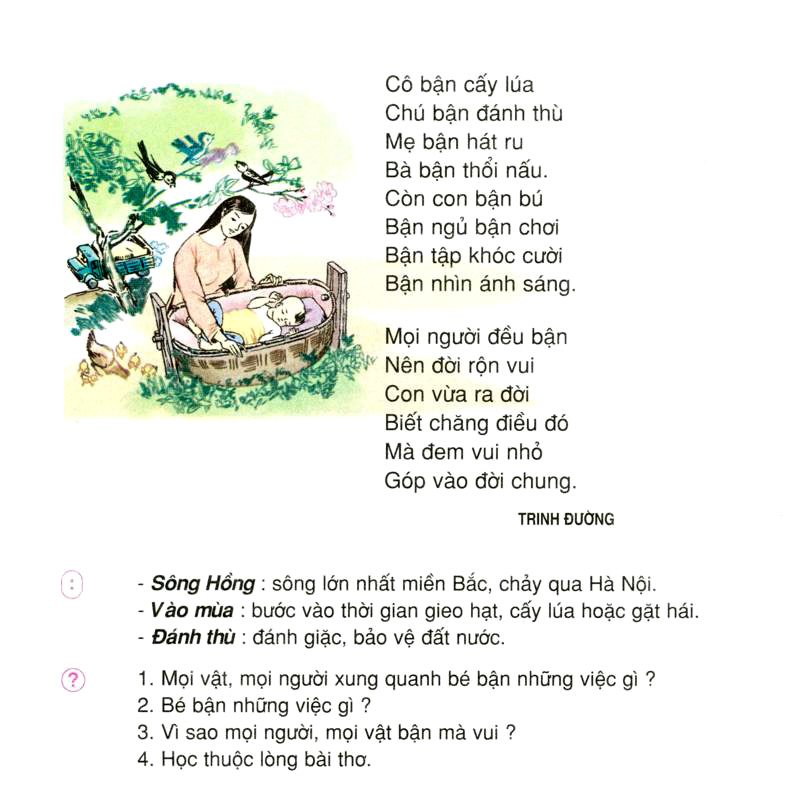 Cô bận cấy lúa
Chú bận đánh thù
Mẹ bận hát ru
Bà bận thổi nấu.
Còn con bận bú
Bận ngủ bận chơi
Bận tập khóc cười
Bận nhìn ánh sáng.
Mọi người đều bận
Nên đời rộn vui
Con vừa ra đời
Biết chăng điều đó
Mà đem vui nhỏ
Góp vào đời chung.
TRINH ĐƯỜNG
- Sông Hồng : sông lớn nhất miền Bắc, chảy qua Hà Nội.
- Vào mùa : bước vào thời gian gieo hạt, cấy lúa hoặc gặt hái.
- Đánh thù : đánh giặc, bảo vệ đất nước.
? 1. Mọi vật, mọi người xung quanh bé bận những việc gì ?
2. Bé bận những việc gì ?
3. Vì sao mọi người, mọi vật bận mà vui ?
4. Học thuộc lòng bài thơ.